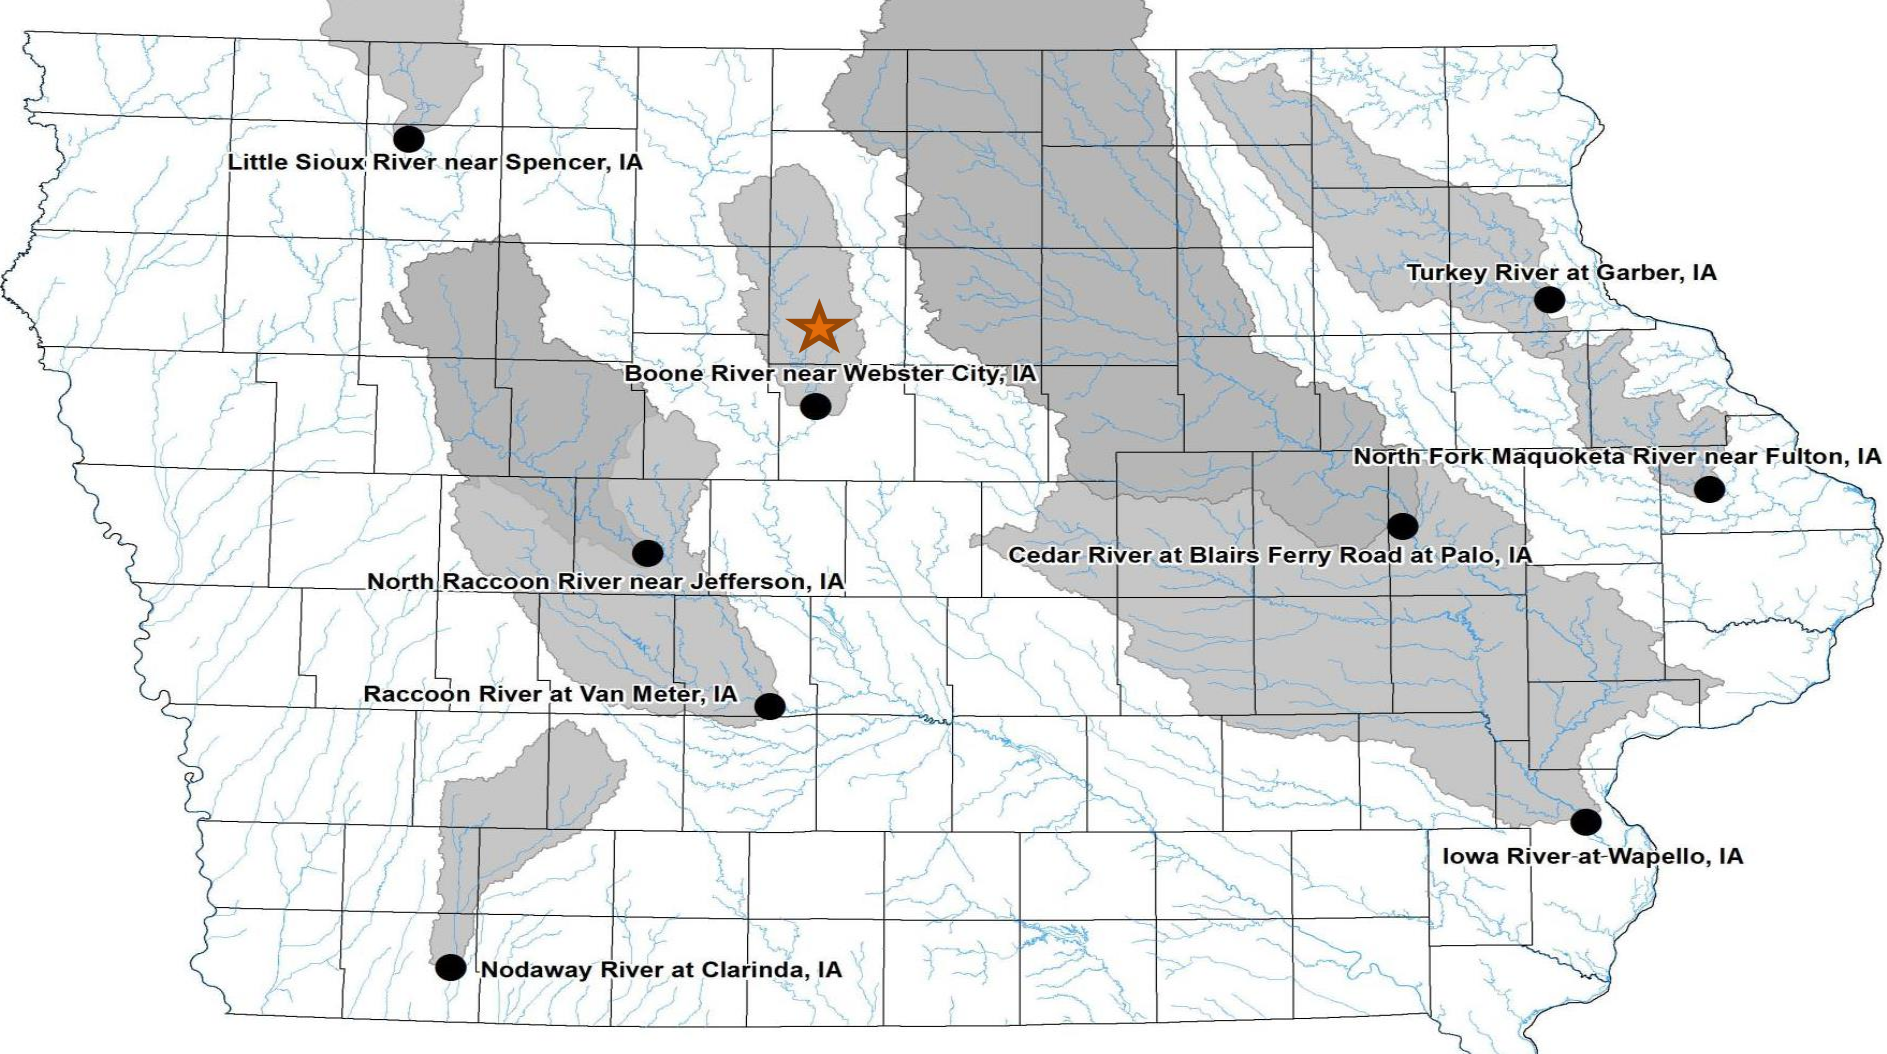 Little Sioux River near Spencer, IA
Turkey River at Garber, IA
Boone River near Webster City, IA
North Fork Maquoketa River near Fulton, IA
Cedar River at Blairs Ferry Road at Palo, IA
North Raccoon River near Jefferson, IA
Raccoon River at Van Meter, IA
Iowa River at Wapello, IA
Nodaway River at Clarinda, IA